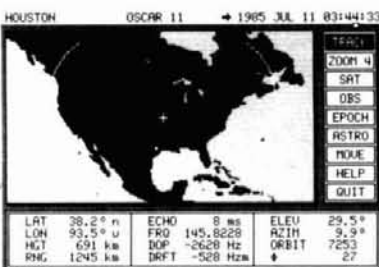 HOUSTON OSCAR 11 → 1985 JUL 11 03:44:33
TRACK
ZOOM 4
SAT
OBS
EPOCH
ASTRO
MOVE
HELP
QUIT
LAT 38.2° n ECHO 8 ms ELEV 29.5°
LON 93.5° w FRQ 145.8228 AZIM 9.9°
HGT 691 km DOP -2628 Hz ORBIT 7253
RNG 1245 km DRFT -528 Hzm ϕ 27